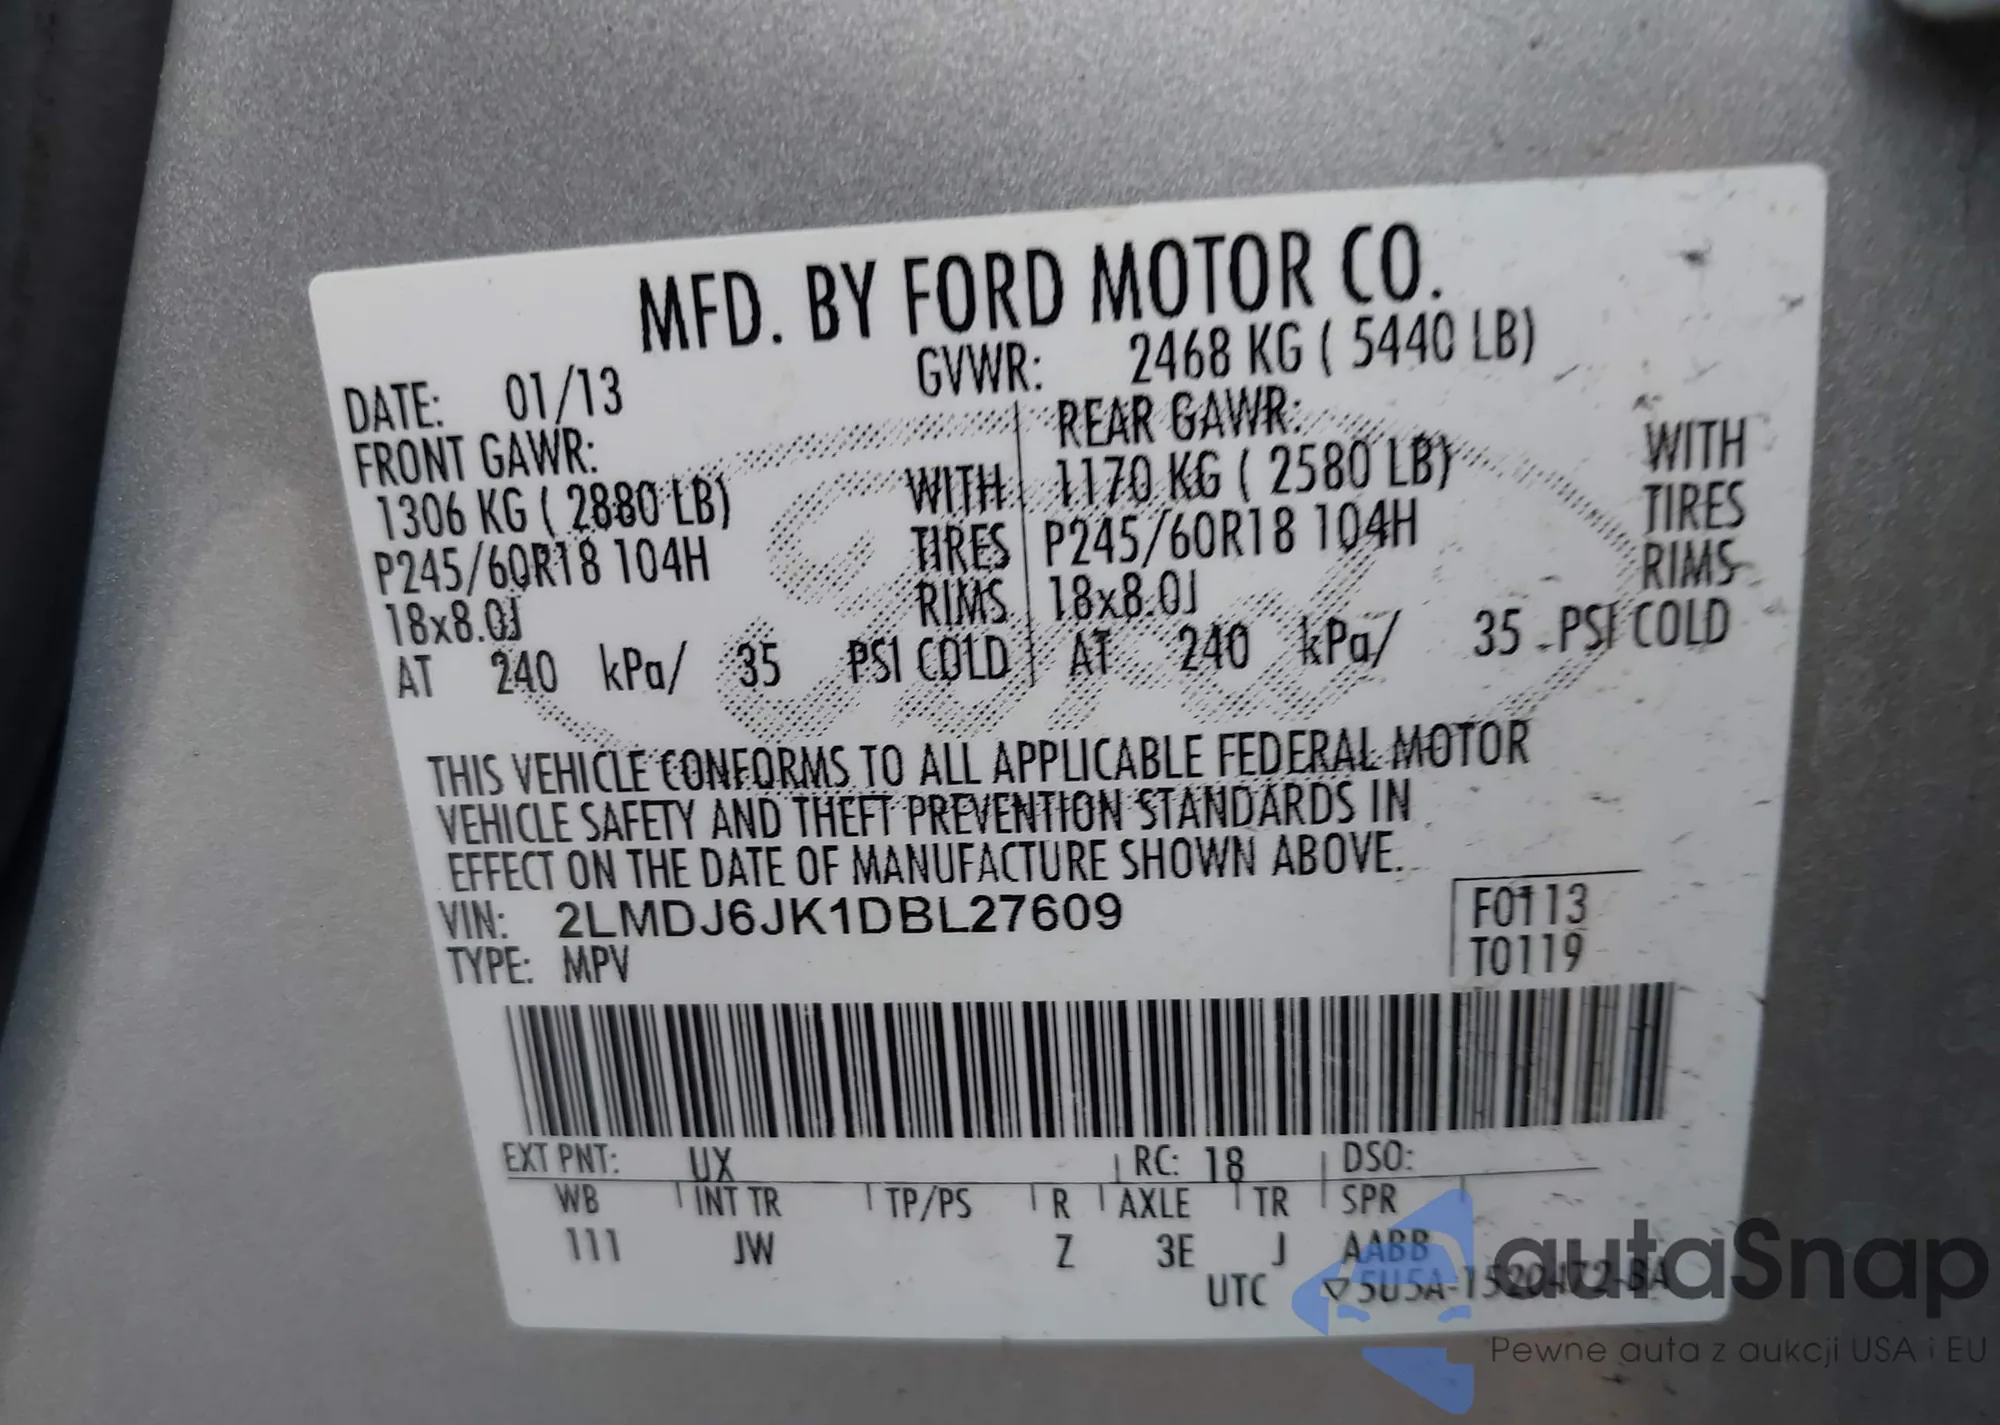 MFD. BY FORD MOTOR CO.
DATE: 01/13 GVWR: 2468 KG ( 5440 LB)
FRONT GAWR: REAR GAWR:
1306 KG ( 2880 LB) WITH 1170 KG ( 2580 LB) WITH
P245/60R18 104H TIRES P245/60R18 104H TIRES
18x8.0J RIMS 18x8.0J RIMS
AT 240 kPa/ 35 PSI COLD AT 240 kPa/ 35 PSI COLD
THIS VEHICLE CONFORMS TO ALL APPLICABLE FEDERAL MOTOR
VEHICLE SAFETY AND THEFT PREVENTION STANDARDS IN
EFFECT ON THE DATE OF MANUFACTURE SHOWN ABOVE.
VIN: 2LMDJ6JK1DBL27609 F0113
TYPE: MPV T0119
EXT PNT: UX RC: 18 DSO:
WB INT TR TP/PS R AXLE TR SPR
111 JW Z 3E J AABB
UTC ▽5U5A-1520472-BA
autaSnap
Pewne auta z aukcji USA i EU